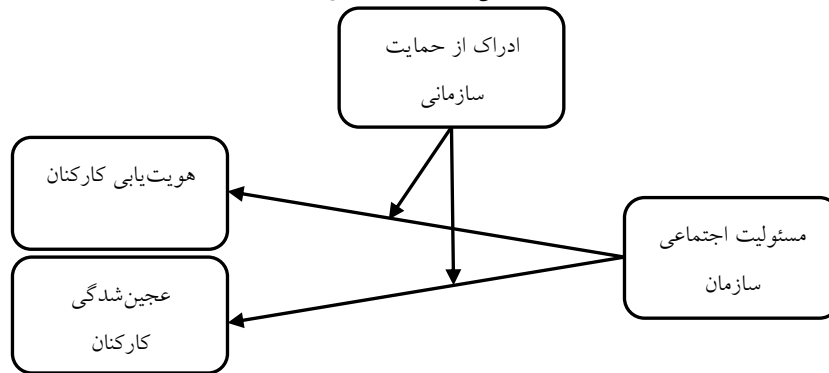 ادراک از حمایت
سازمانی
هویت‌یابی کارکنان
مسئولیت اجتماعی
سازمان
عجین‌شدگی
کارکنان